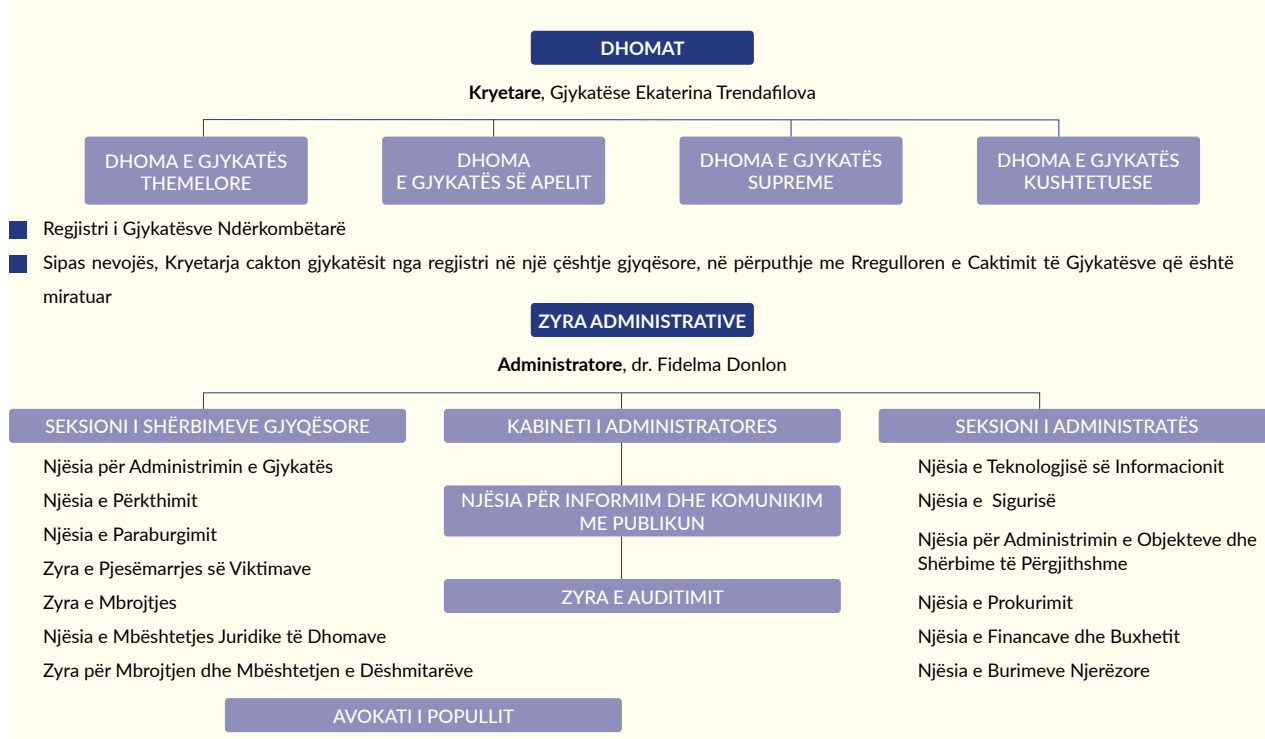 DHOMAT
Kryetare, Gjykatëse Ekaterina Trendafilova
DHOMA E GJYKATËS
THEMELORE
DHOMA
E GJYKATËS SË APELIT
DHOMA E GJYKATËS
SUPREME
DHOMA E GJYKATËS
KUSHTETUESE
Regjistri i Gjykatësve Ndërkombëtarë
Sipas nevojës, Kryetarja cakton gjykatësit nga regjistri në një çështje gjyqësore, në përputhje me Rregulloren e Caktimit të Gjykatësve që është
miratuar
ZYRA ADMINISTRATIVE
Administratore, dr. Fidelma Donlon
SEKSIONI I SHËRBIMEVE GJYQËSORE
Njësia për Administrimin e Gjykatës
Njësia e Përkthimit
Njësia e Paraburgimit
Zyra e Pjesëmarrjes së Viktimave
Zyra e Mbrojtjes
Njësia e Mbështetjes Juridike të Dhomave
Zyra për Mbrojtjen dhe Mbështetjen e Dëshmitarëve
KABINETI I ADMINISTRATORES
NJËSIA PËR INFORMIM DHE KOMUNIKIM
ME PUBLIKUN
ZYRA E AUDITIMIT
SEKSIONI I ADMINISTRATËS
Njësia e Teknologjisë së Informacionit
Njësia e Sigurisë
Njësia për Administrimin e Objekteve dhe
Shërbime të Përgjithshme
Njësia e Prokurimit
Njësia e Financave dhe Buxhetit
Njësia e Burimeve Njerëzore
AVOKATI I POPULLIT